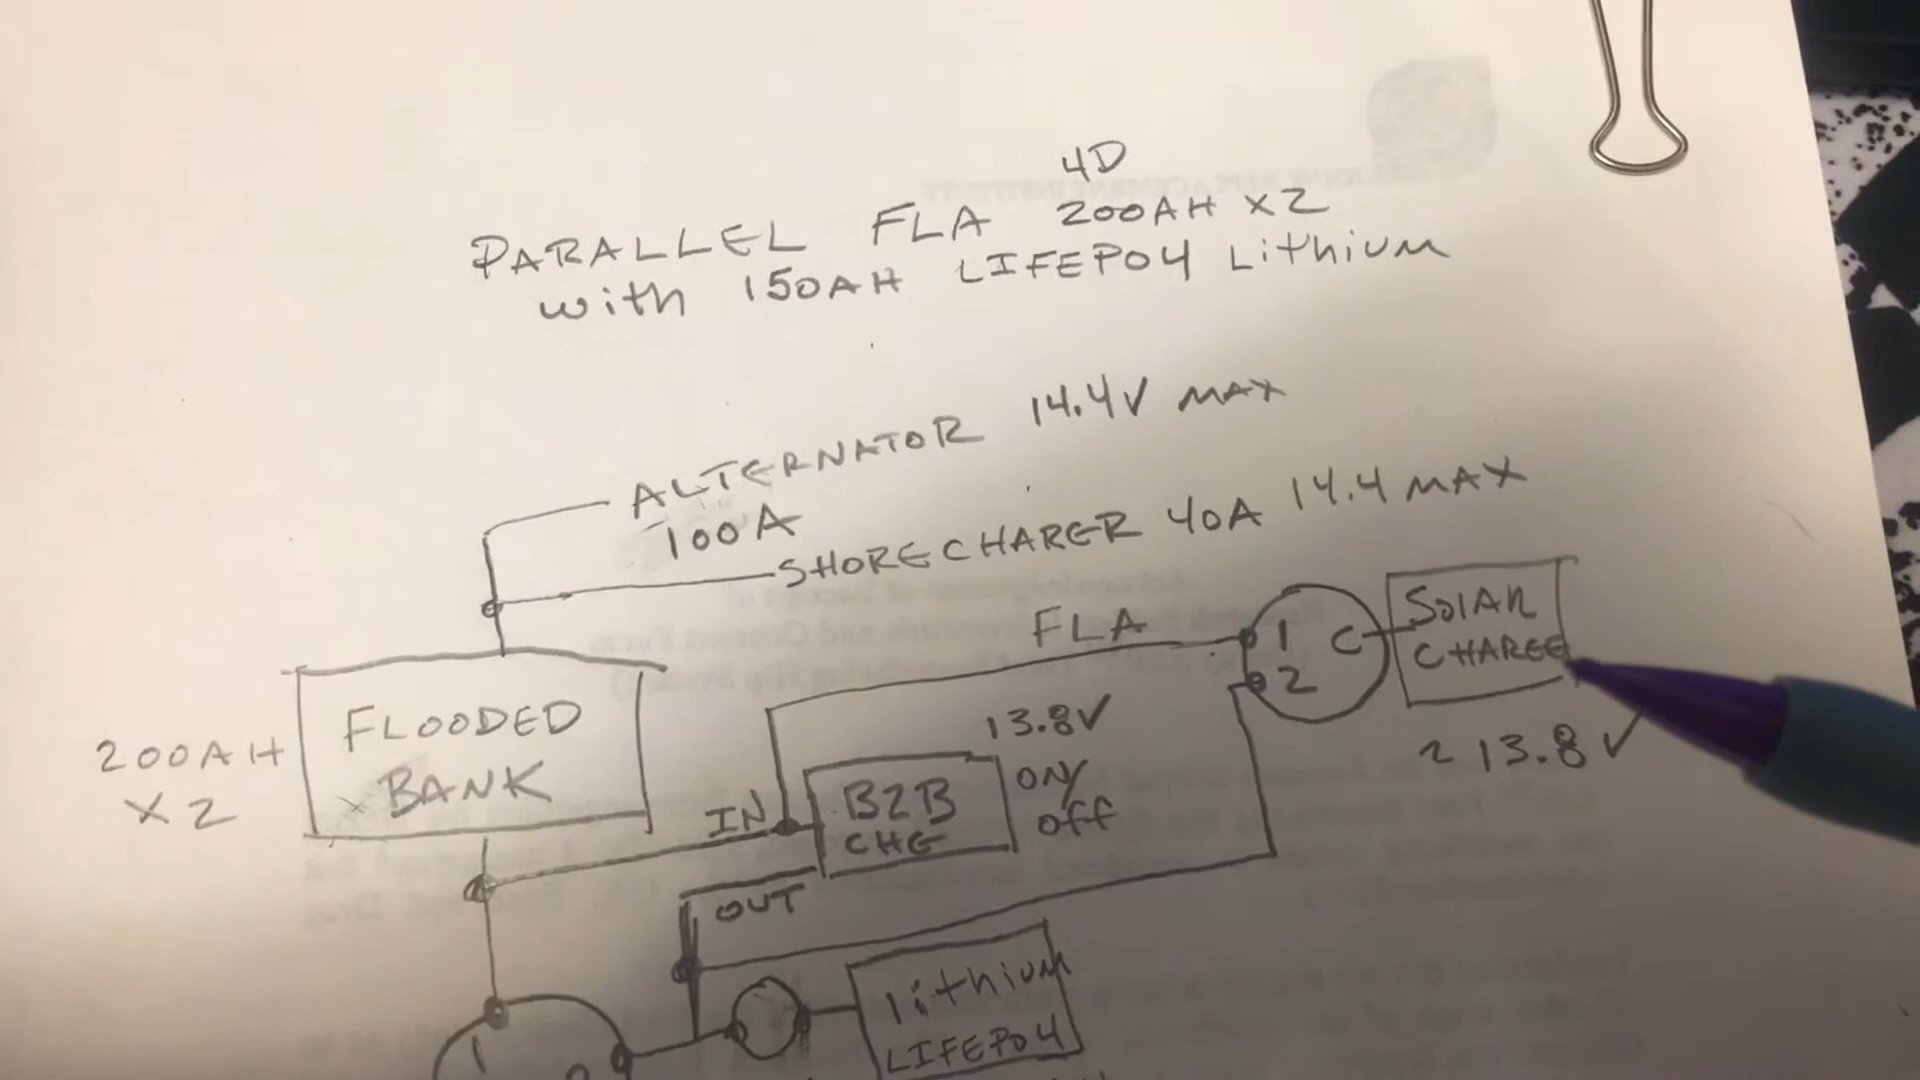 4D
PARALLEL FLA 200AH X2
with 150AH LIFEPO4 Lithium
ALTERNATOR 14.4V MAX
100A
SHORECHARER 40A 14.4 MAX
FLA
1 C
2
SOLAR
CHARGE
~ 13.8V
FLOODED
BANK
200AH
X2
13.8V
IN
B2B
CHG
ON/
Off
OUT
lithium
LIFEPO4
1